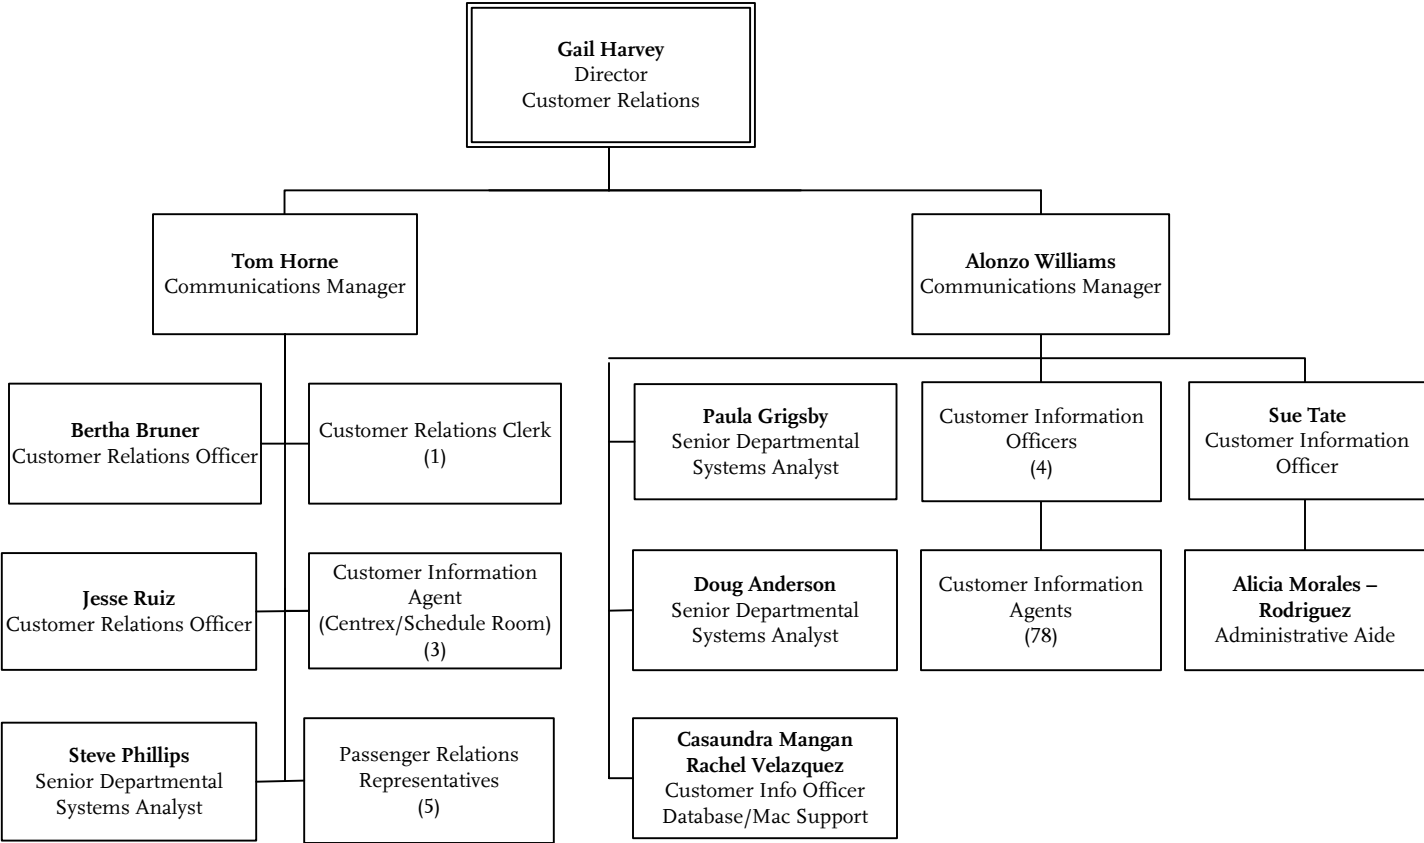 Gail Harvey
Director
Customer Relations
Tom Horne
Communications Manager
Alonzo Williams
Communications Manager
Bertha Bruner
Customer Relations Officer
Customer Relations Clerk
(1)
Paula Grigsby
Senior Departmental
Systems Analyst
Customer Information
Officers
(4)
Sue Tate
Customer Information
Officer
Jesse Ruiz
Customer Relations Officer
Customer Information
Agent
(Centrex/Schedule Room)
(3)
Doug Anderson
Senior Departmental
Systems Analyst
Customer Information
Agents
(78)
Alicia Morales –
Rodriguez
Administrative Aide
Steve Phillips
Senior Departmental
Systems Analyst
Passenger Relations
Representatives
(5)
Casaundra Mangan
Rachel Velazquez
Customer Info Officer
Database/Mac Support